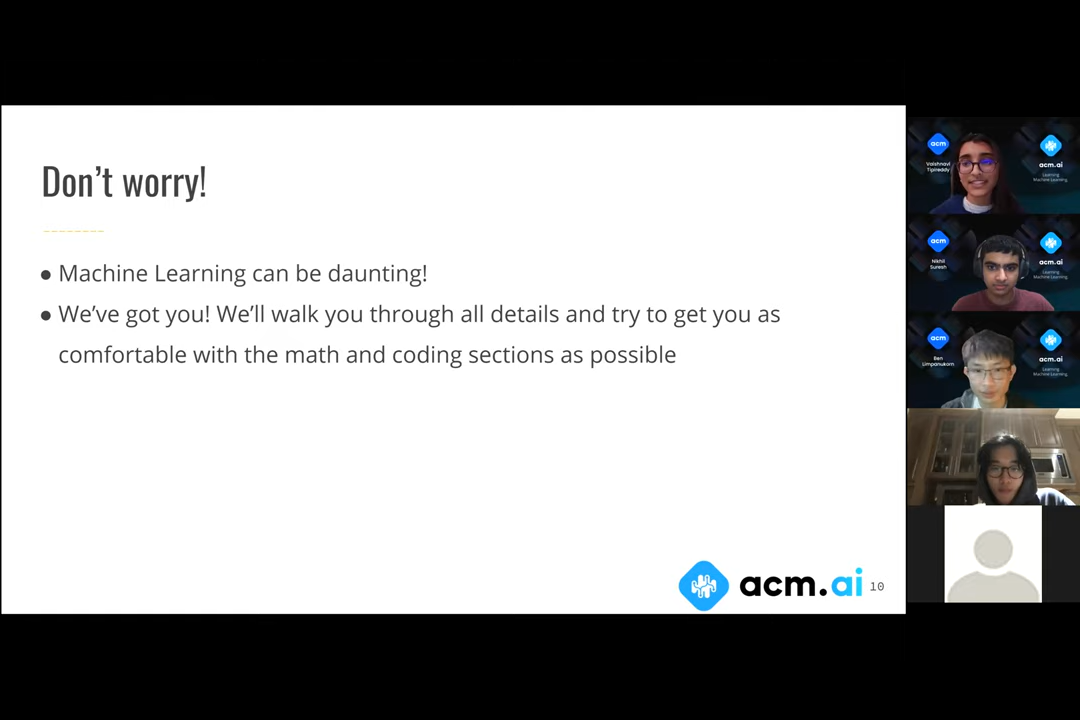 Don't worry!
● Machine Learning can be daunting!
● We've got you! We'll walk you through all details and try to get you as
comfortable with the math and coding sections as possible
acm.ai 10
acm
Vaishnavi
Tipireddy
acm.ai
Learning
Machine Learning
acm
Nikhil
Suresh
acm.ai
Learning
Machine Learning
acm
Ben
Limpanukorn
acm.ai
Learning
Machine Learning